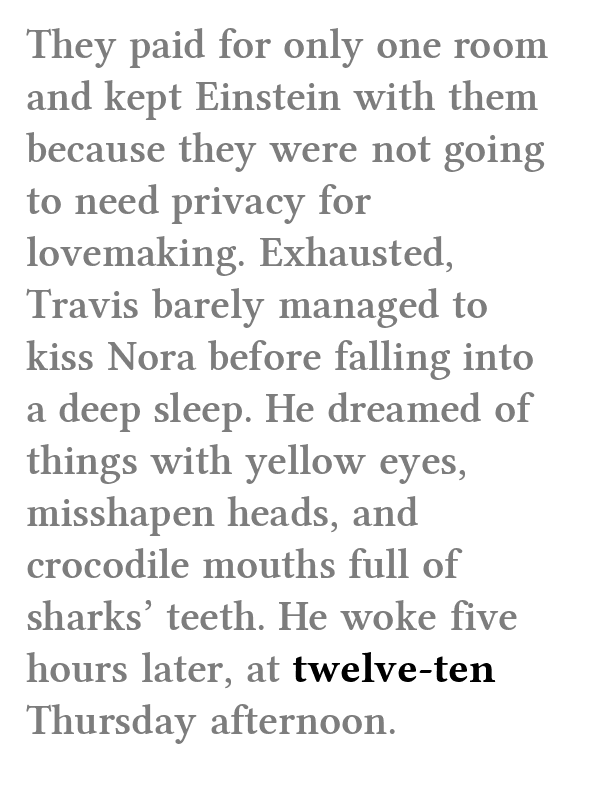 They paid for only one room
and kept Einstein with them
because they were not going
to need privacy for
lovemaking. Exhausted,
Travis barely managed to
kiss Nora before falling into
a deep sleep. He dreamed of
things with yellow eyes,
misshapen heads, and
crocodile mouths full of
sharks’ teeth. He woke five
hours later, at twelve-ten
Thursday afternoon.